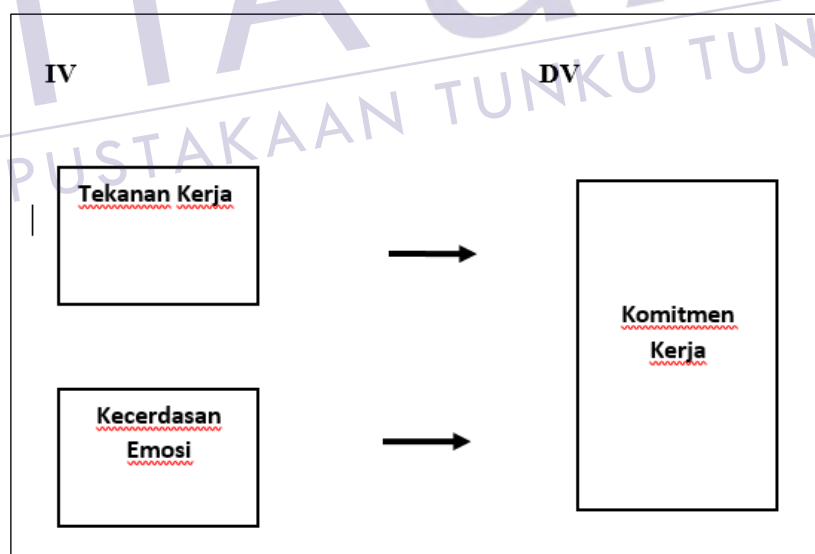 IV
DV
PUSTAKAAN TUNKU TUN
Tekanan Kerja
Kecerdasan
Emosi
Komitmen
Kerja